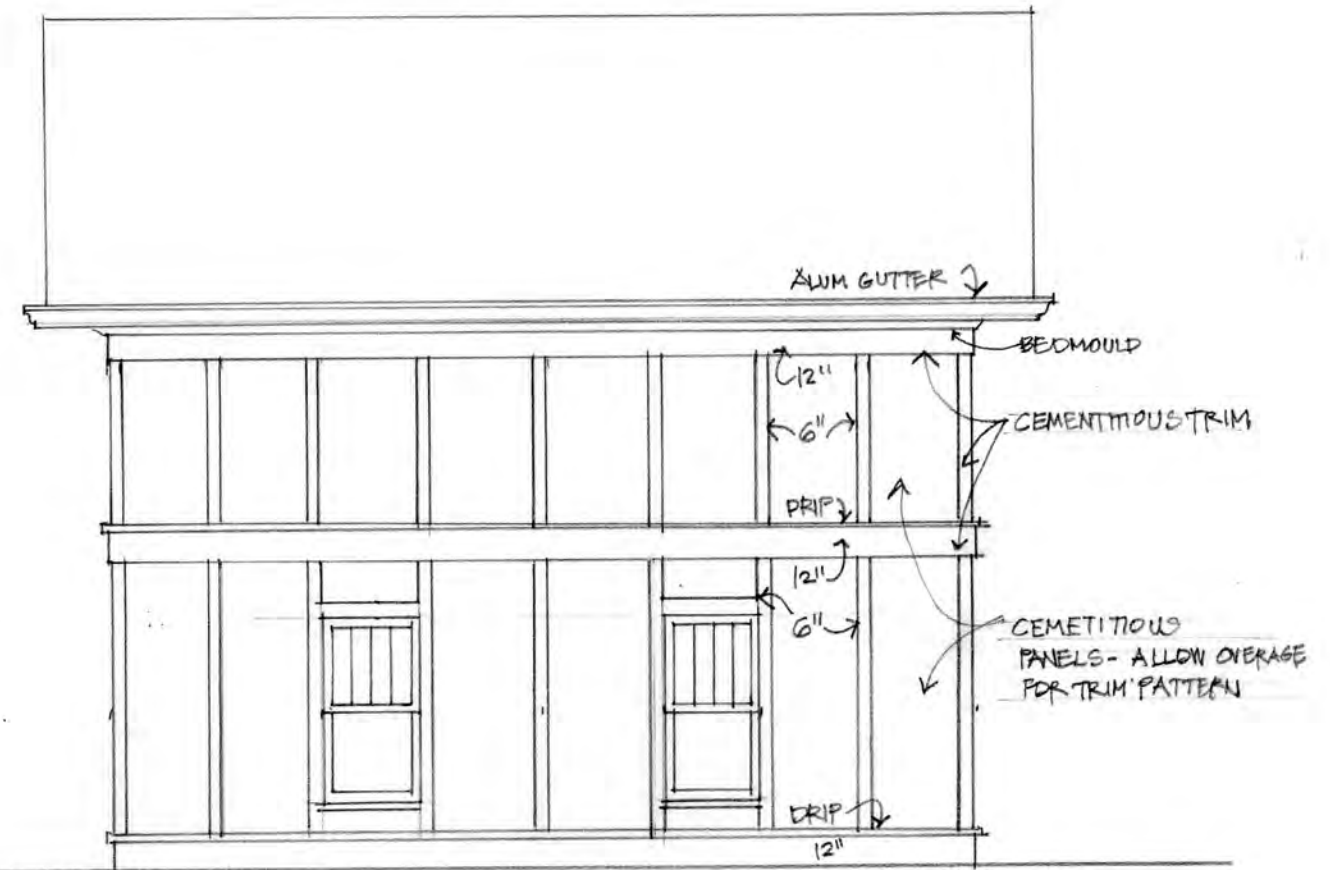 ALUM GUTTER
BEDMOULD
12"
CEMENTITIOUS TRIM
6"
DRIP
12"
6"
CEMETITIOUS
PANELS - ALLOW OVERAGE
FOR TRIM PATTERN
DRIP
12"